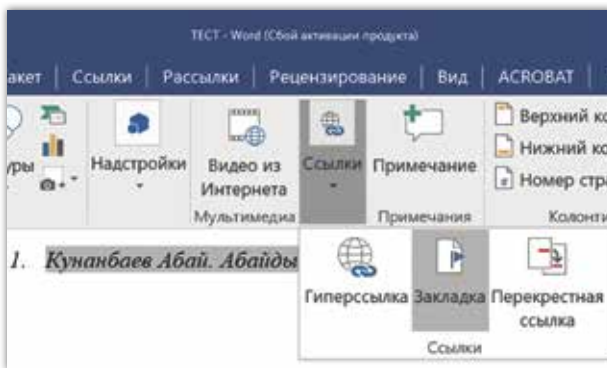 ТЕСТ - Word (Сбой активации продукта)
акет Ссылки Рассылки Рецензирование Вид ACROBAT
Верхний ко
Нижний ко
Номер стра
уры
Надстройки
Видео из
Интернета
Ссылки
Примечание
Мультимедиа
Примечания
Колонти
1. Кунанбаев Абай. Абайды
Гиперссылка
Закладка
Перекрестная
ссылка
Ссылки